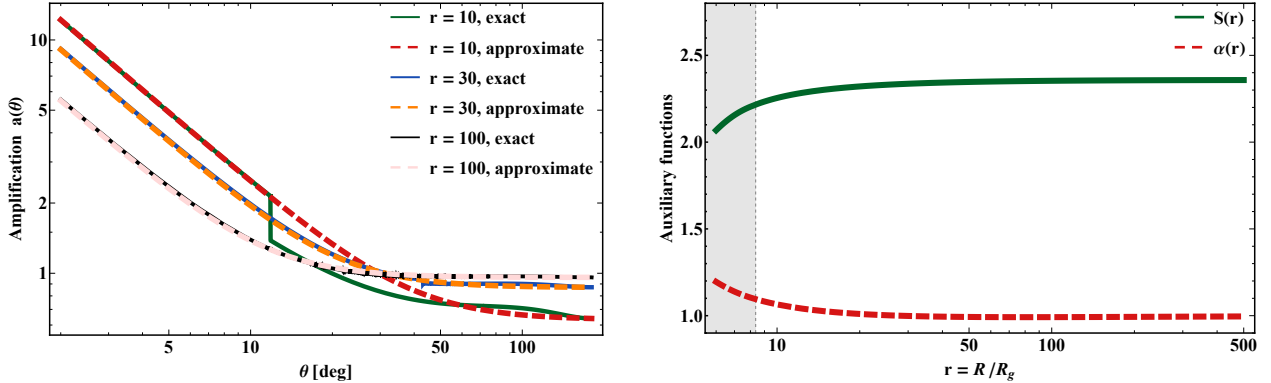 r = 10, exact
r = 10, approximate
r = 30, exact
r = 30, approximate
r = 100, exact
r = 100, approximate
Amplification a(θ)
10
5
2
1
5
10
50
100
θ [deg]
S(r)
α(r)
Auxiliary functions
2.5
2.0
1.5
1.0
10
50
100
500
r = R/R_g